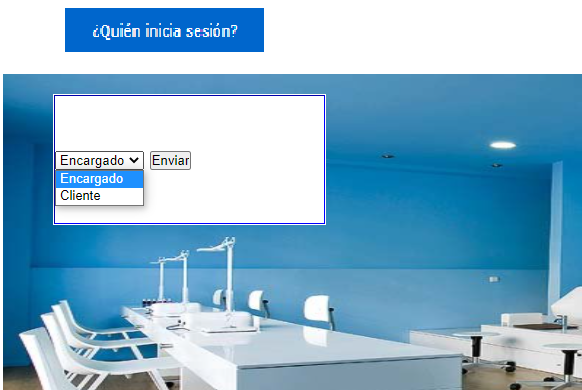 ¿Quién inicia sesión?
Encargado Enviar
Encargado
Cliente